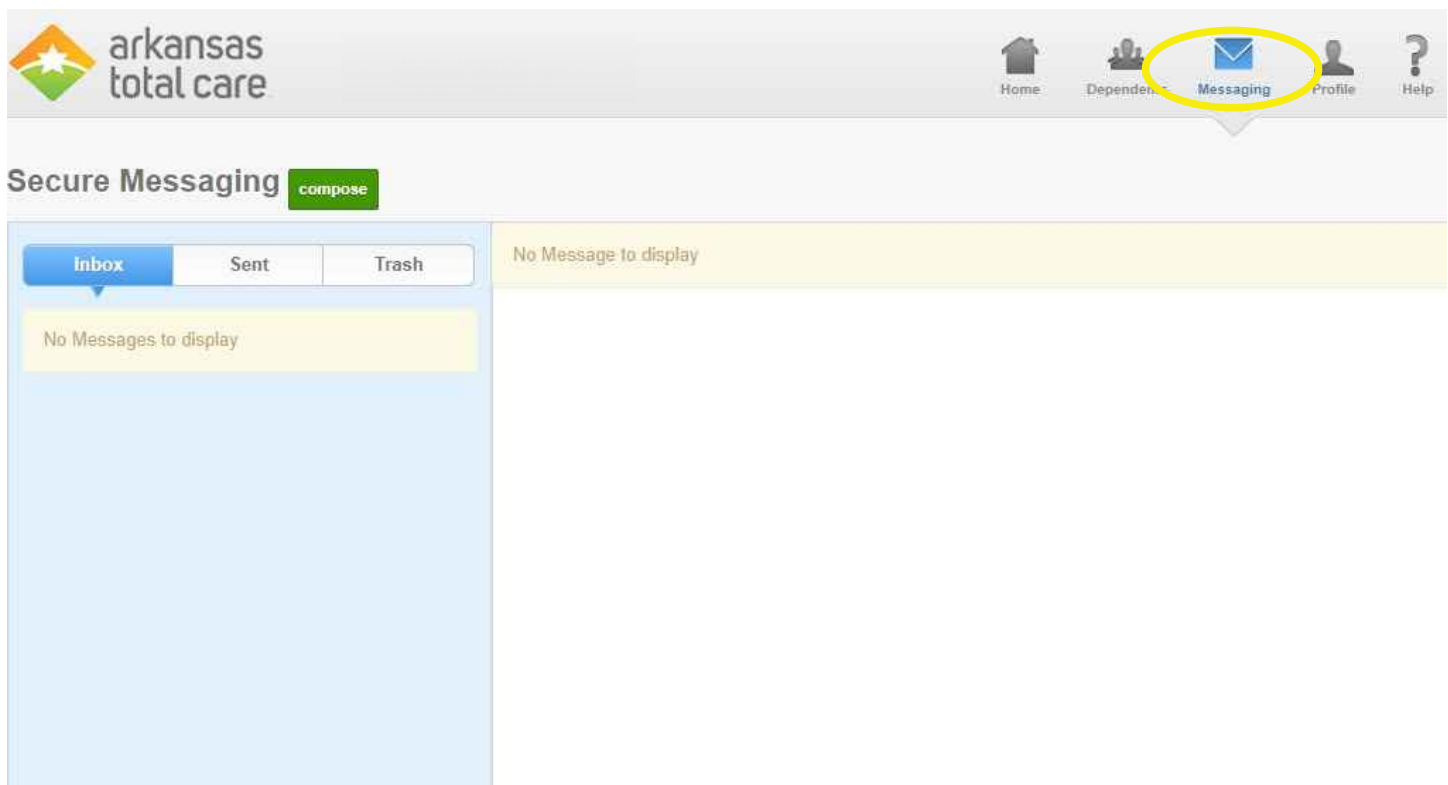 arkansas
total care
Home Dependents Messaging Profile Help
Secure Messaging compose
Inbox Sent Trash
No Message to display
No Messages to display